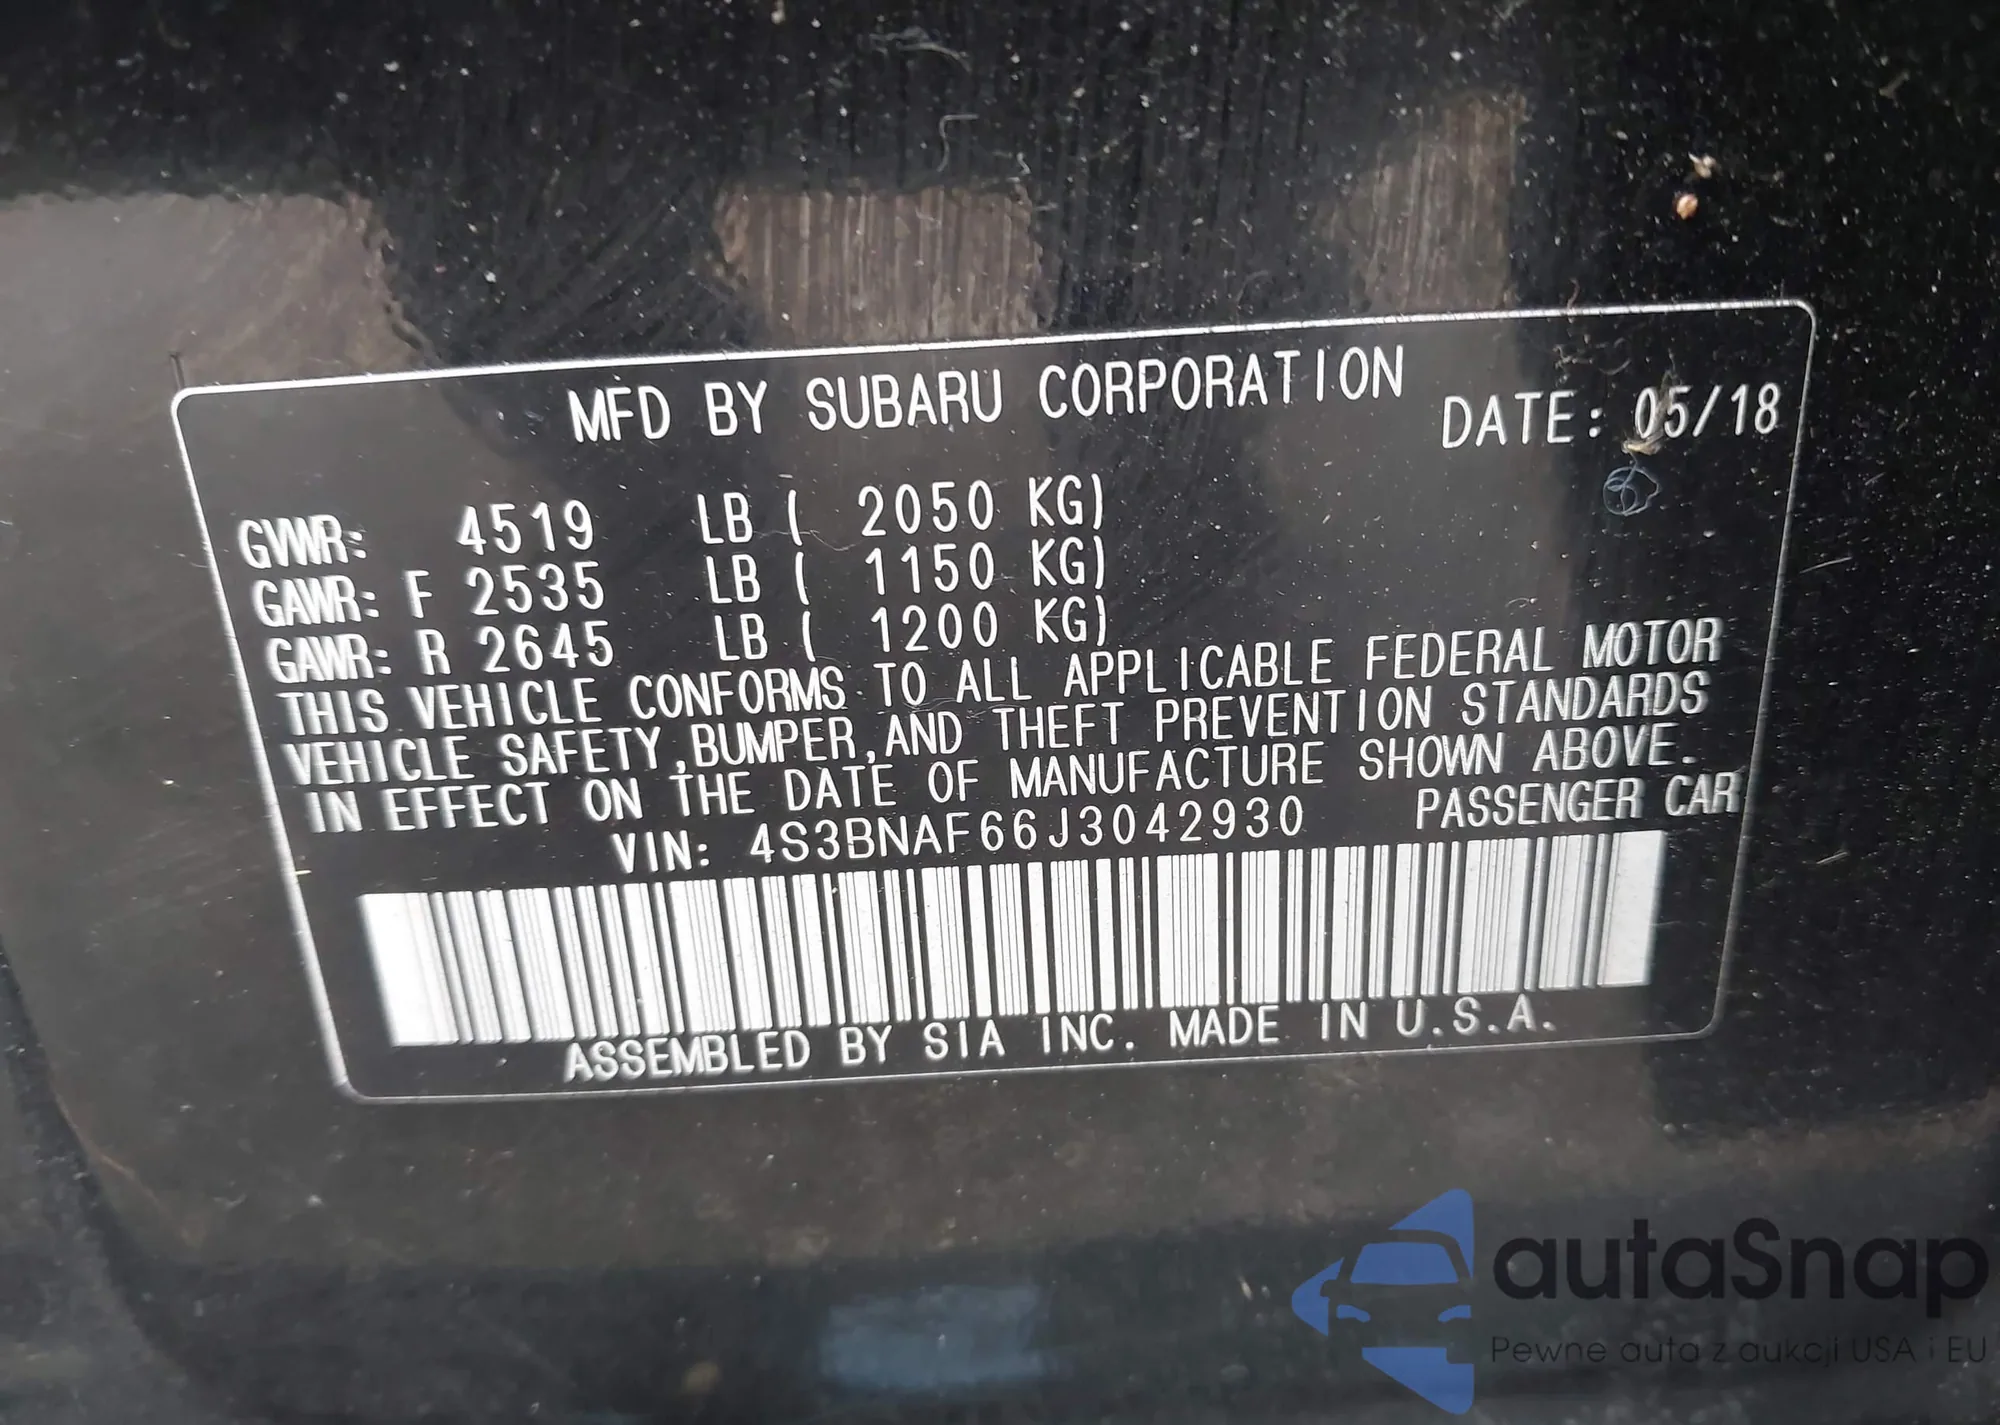 MFD BY SUBARU CORPORATION DATE: 05/18
GVWR: 4519 LB ( 2050 KG)
GAWR: F 2535 LB ( 1150 KG)
GAWR: R 2645 LB ( 1200 KG)
THIS VEHICLE CONFORMS TO ALL APPLICABLE FEDERAL MOTOR
VEHICLE SAFETY,BUMPER,AND THEFT PREVENTION STANDARDS
IN EFFECT ON THE DATE OF MANUFACTURE SHOWN ABOVE.
VIN: 4S3BNAF66J3042930 PASSENGER CAR
ASSEMBLED BY SIA INC. MADE IN U.S.A.
autaSnap
Pewne auta z aukcji USA i EU